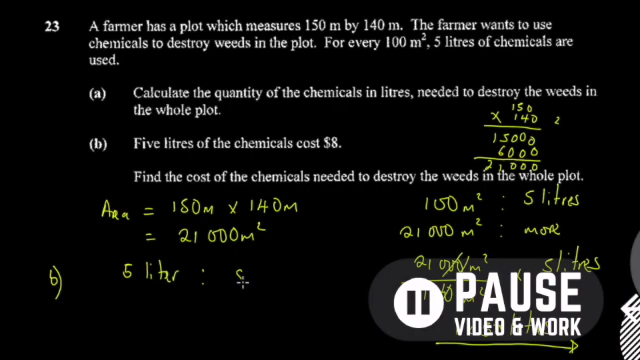 23 A farmer has a plot which measures 150 m by 140 m. The farmer wants to use
chemicals to destroy weeds in the plot. For every 100 m², 5 litres of chemicals are
used.
(a) Calculate the quantity of the chemicals in litres, needed to destroy the weeds in
the whole plot.
(b) Five litres of the chemicals cost $8.
Find the cost of the chemicals needed to destroy the weeds in the whole plot.
150
× 140
15000
6000
21000
Area = 150m × 140m
= 21 000m²
100m² : 5 litres
21 000 m² : more
21 000 m² × 5 litres
b) 5 liter :
PAUSE
VIDEO & WORK